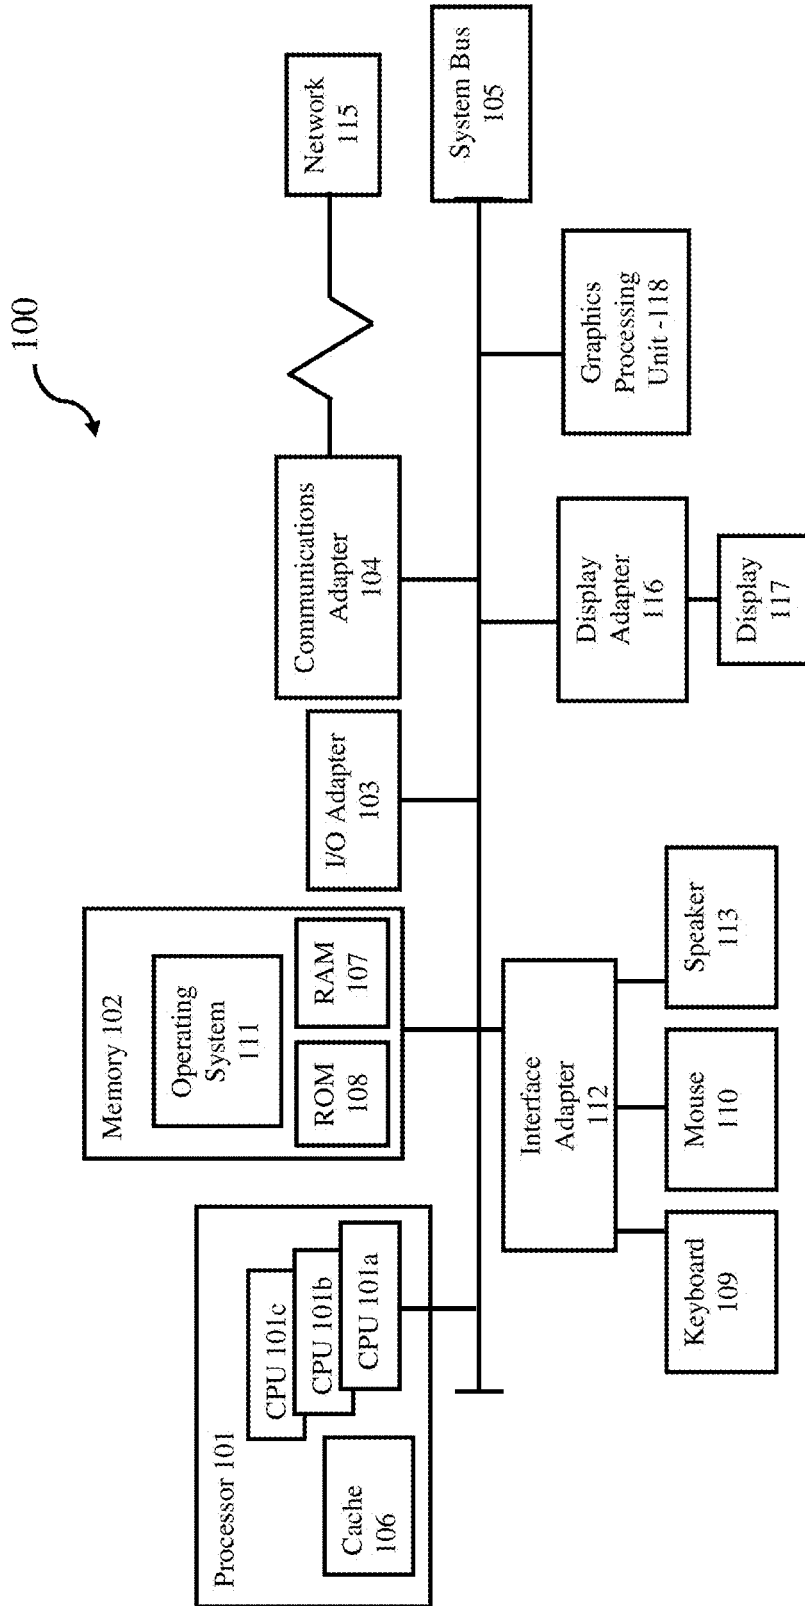 100
Processor 101
Cache
106
CPU 101c
CPU 101b
CPU 101a
Memory 102
Operating
System
111
ROM
108
RAM
107
I/O Adapter
103
Communications
Adapter
104
Network
115
System Bus
105
Interface
Adapter
112
Keyboard
109
Mouse
110
Speaker
113
Display
Adapter
116
Display
117
Graphics
Processing
Unit -118